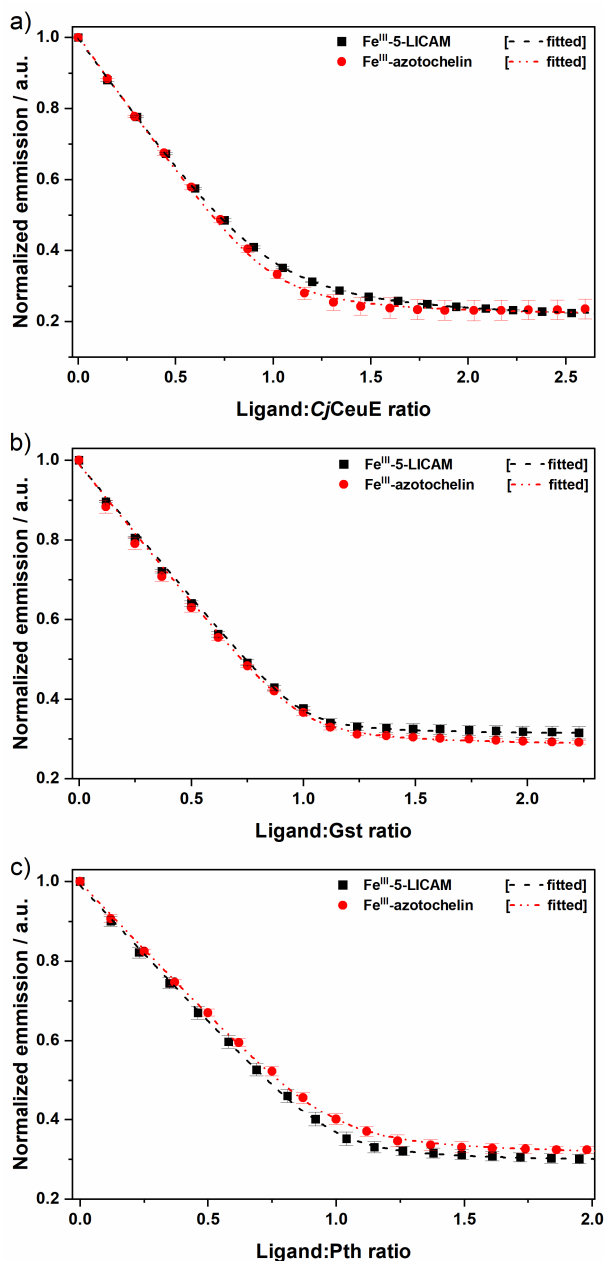 a)
1.0
0.8
0.6
0.4
0.2
Normalized emmission / a.u.
Fe^III-5-LICAM [- - - fitted]
Fe^III-azotochelin [-··-··- fitted]
0.0 0.5 1.0 1.5 2.0 2.5
Ligand:CjCeuE ratio
b)
1.0
0.8
0.6
0.4
0.2
Normalized emmission / a.u.
Fe^III-5-LICAM [- - - fitted]
Fe^III-azotochelin [-··-··- fitted]
0.0 0.5 1.0 1.5 2.0
Ligand:Gst ratio
c)
1.0
0.8
0.6
0.4
0.2
Normalized emmission / a.u.
Fe^III-5-LICAM [- - - fitted]
Fe^III-azotochelin [-··-··- fitted]
0.0 0.5 1.0 1.5 2.0
Ligand:Pth ratio